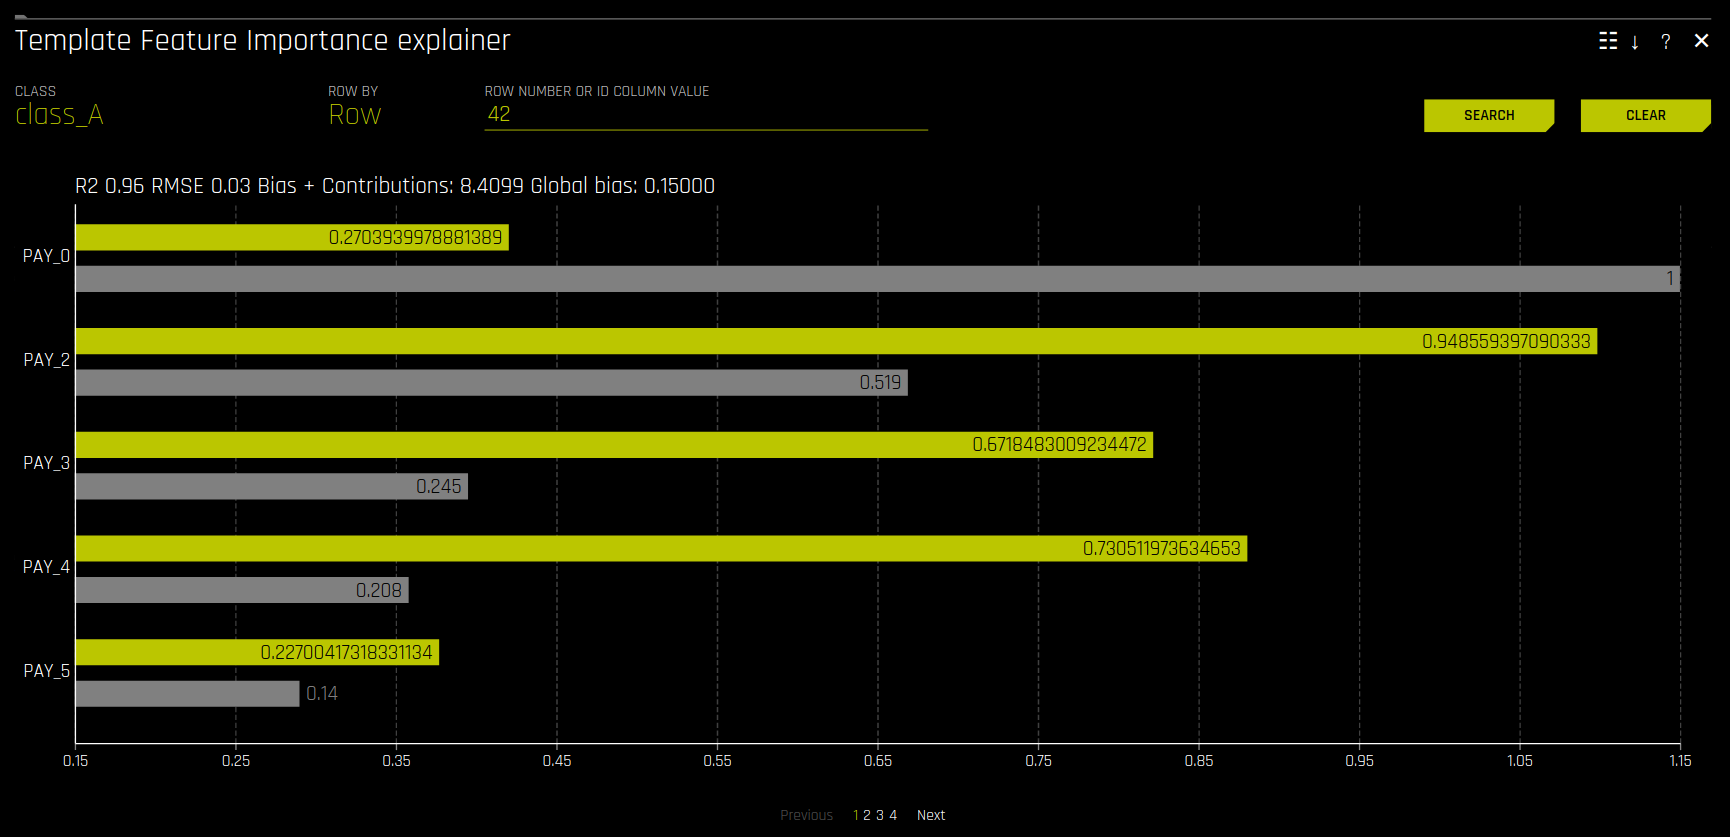 Template Feature Importance explainer
↓ ? ✕
CLASS ROW BY ROW NUMBER OR ID COLUMN VALUE
class_A Row 42
SEARCH CLEAR
R2 0.96 RMSE 0.03 Bias + Contributions: 8.4099 Global bias: 0.15000
0.2703939978881389
PAY_0
1
0.948559397090333
PAY_2
0.519
0.6718483009234472
PAY_3
0.245
0.730511973634653
PAY_4
0.208
0.22700417318331134
PAY_5
0.14
0.15 0.25 0.35 0.45 0.55 0.65 0.75 0.85 0.95 1.05 1.15
Previous 1 2 3 4 Next